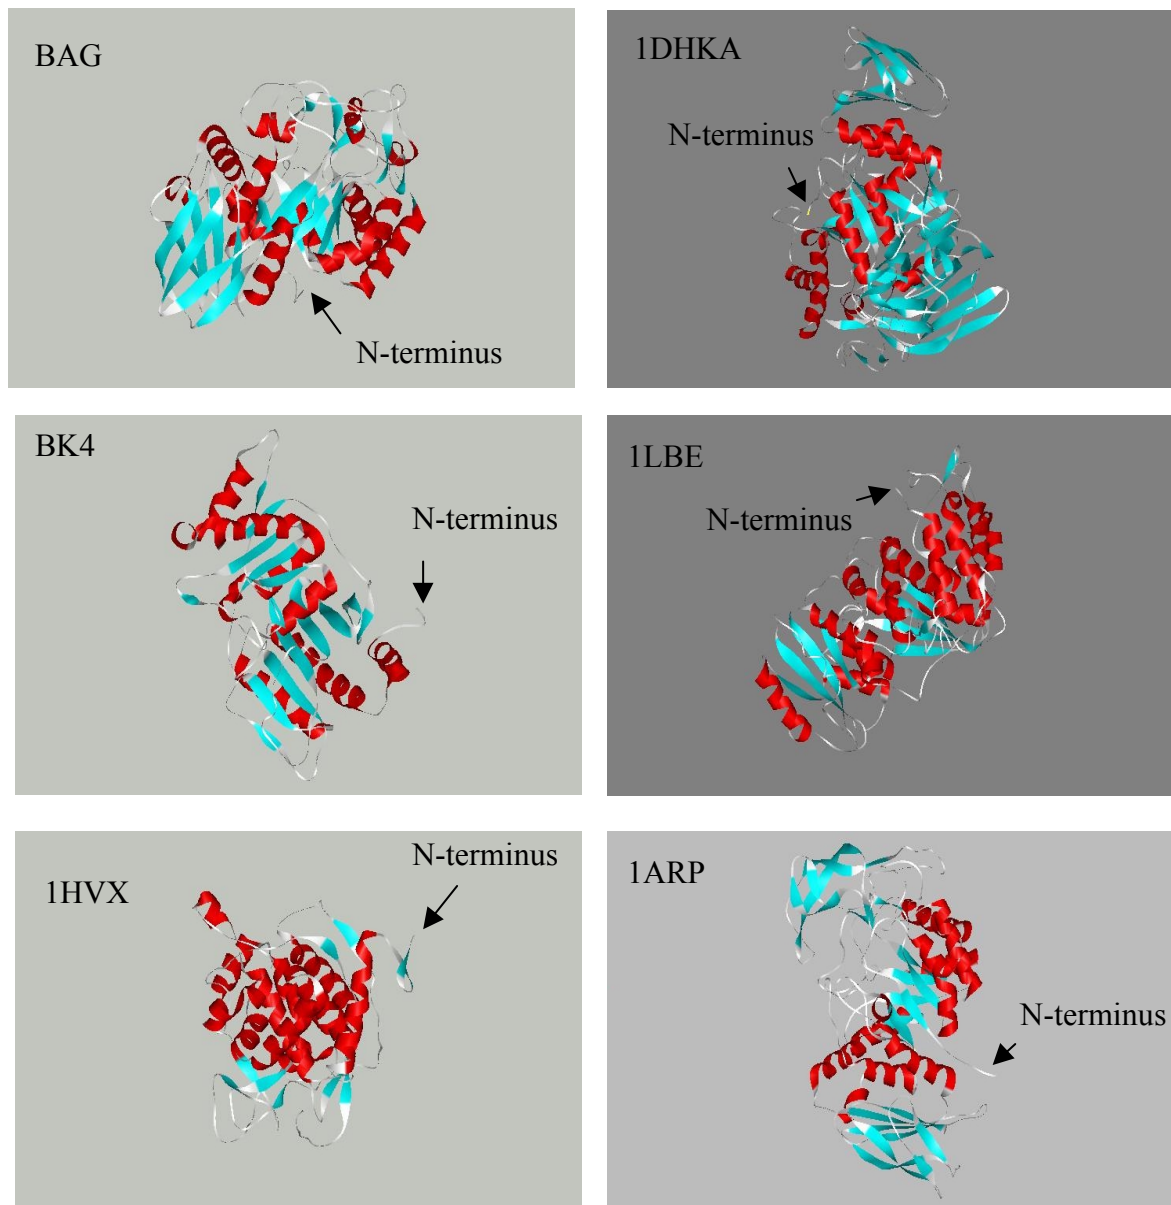 BAG
N-terminus
1DHKA
N-terminus
BK4
N-terminus
1LBE
N-terminus
1HVX
N-terminus
1ARP
N-terminus